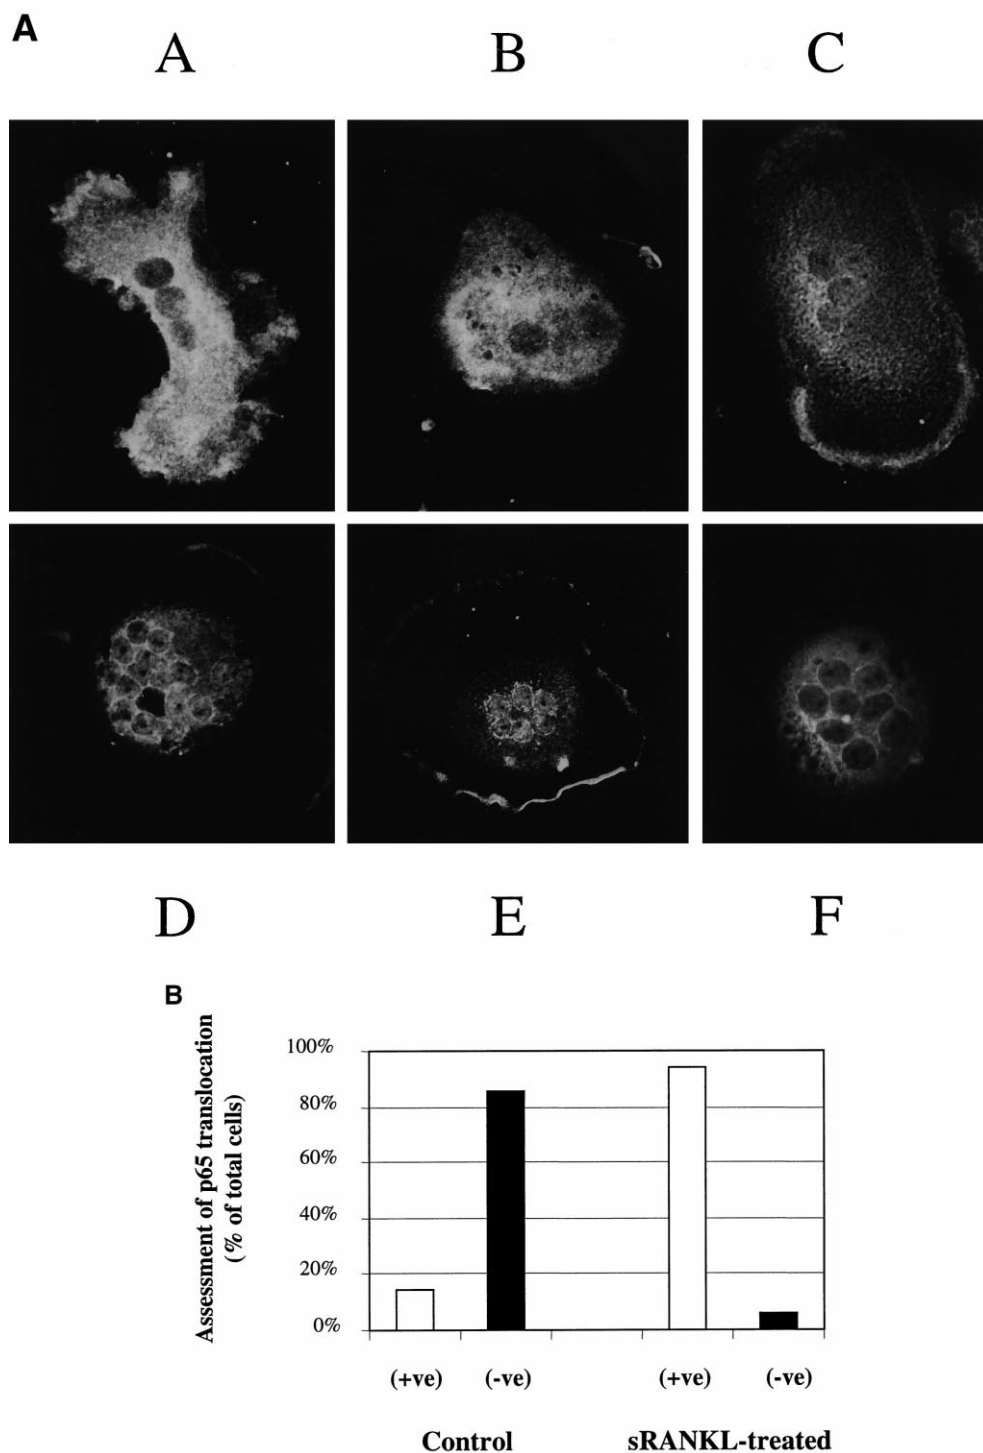 A
A B C
D E F
B
Assessment of p65 translocation
(% of total cells)
100%
80%
60%
40%
20%
0%
(+ve) (-ve) (+ve) (-ve)
Control sRANKL-treated